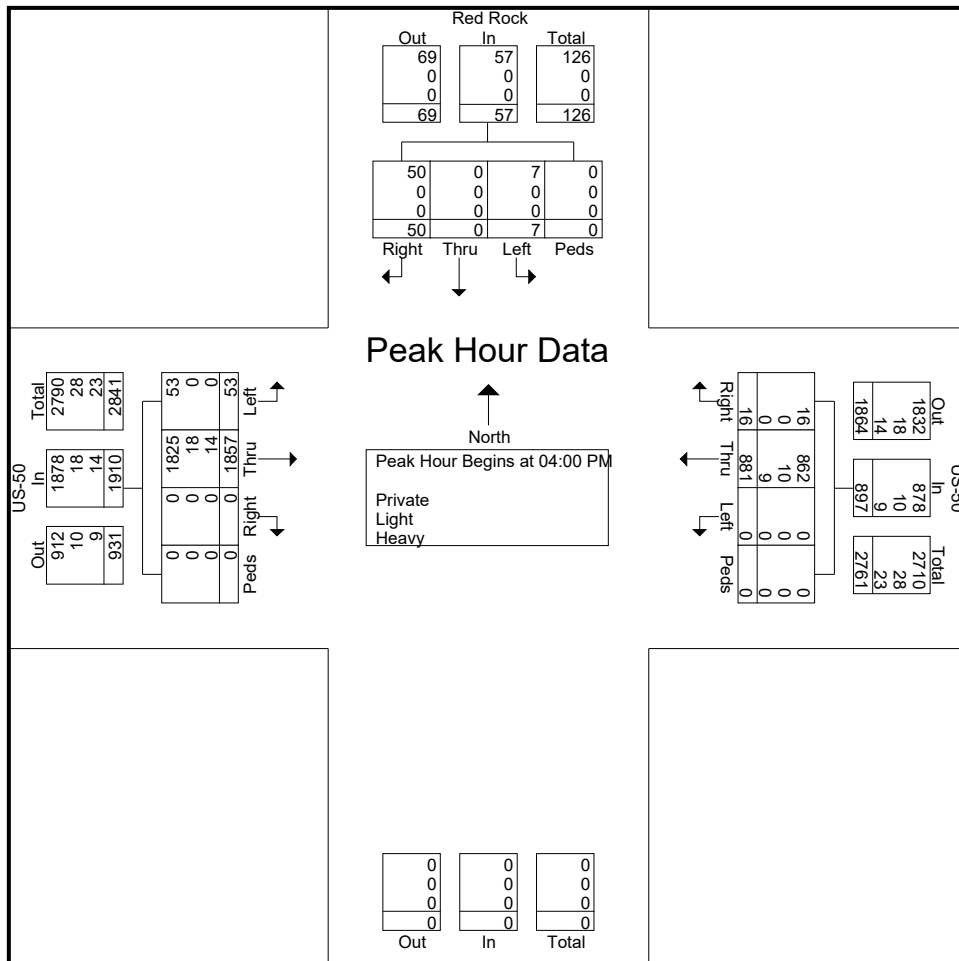 Red Rock
Out In Total
69 57 126
0 0 0
0 0 0
69 57 126
50 0 7 0
0 0 0 0
0 0 0 0
50 0 7 0
Right Thru Left Peds
Peak Hour Data
North
Peak Hour Begins at 04:00 PM
Private
Light
Heavy
US-50
Out In Total
912 1878 2790
10 18 28
9 14 23
931 1910 2841
53 1825 0 0
0 18 0 0
0 14 0 0
53 1857 0 0
Left Thru Right Peds
US-50
Out In Total
1832 878 2710
18 10 28
14 9 23
1864 897 2761
16 862 0 0
0 10 0 0
0 9 0 0
16 881 0 0
Right Thru Left Peds
0 0 0
0 0 0
0 0 0
0 0 0
Out In Total